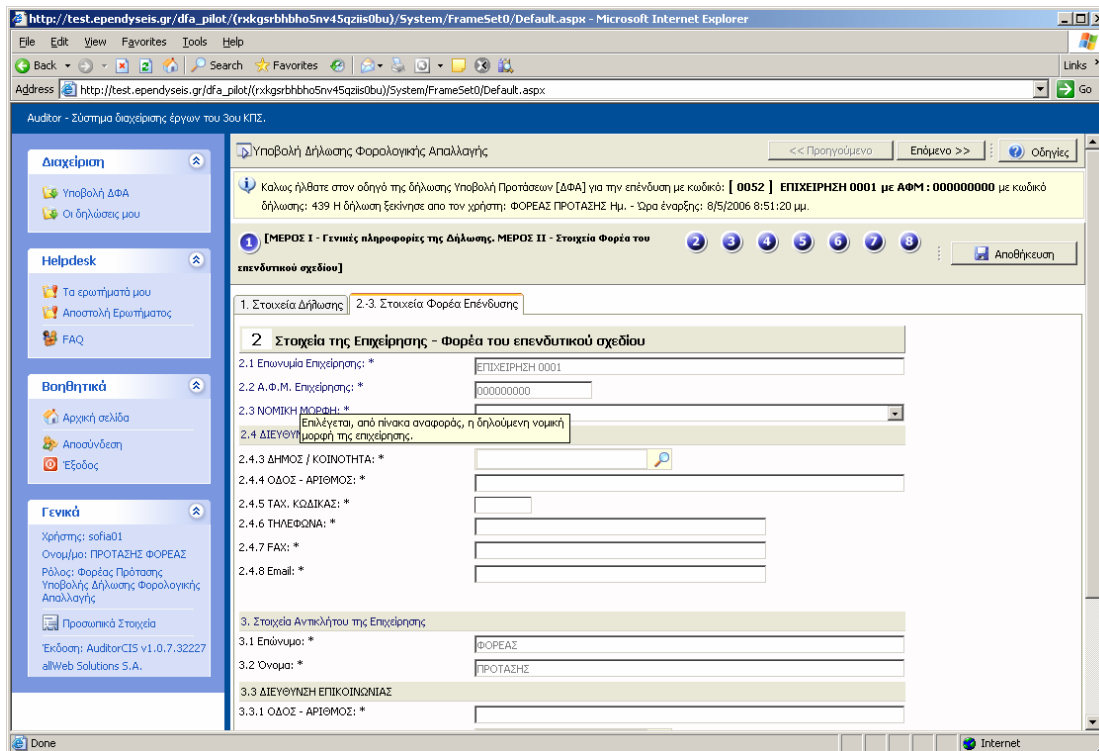 http://test.ependyseis.gr/dfa_pilot/(rxkgsrbhbho5nv45qziis0bu)/System/FrameSet0/Default.aspx - Microsoft Internet Explorer
File Edit View Favorites Tools Help
Back Search Favorites Links
Address http://test.ependyseis.gr/dfa_pilot/(rxkgsrbhbho5nv45qziis0bu)/System/FrameSet0/Default.aspx Go
Auditor - Σύστημα διαχείρισης έργων του 3ου ΚΠΣ.
Διαχείριση
Υποβολή ΔΦΑ
Οι δηλώσεις μου
Helpdesk
Τα ερωτήματά μου
Αποστολή Ερωτήματος
FAQ
Βοηθητικά
Αρχική σελίδα
Αποσύνδεση
Έξοδος
Γενικά
Χρήστης: sofia01
Ονομ/μο: ΠΡΟΤΑΣΗΣ ΦΟΡΕΑΣ
Ρόλος: Φορέας Πρότασης
Υποβολής Δήλωσης Φορολογικής
Απαλλαγής
Προσωπικά Στοιχεία
Έκδοση: AuditorCIS v1.0.7.32227
allWeb Solutions S.A.
Υποβολή Δήλωσης Φορολογικής Απαλλαγής << Προηγούμενο Επόμενο >> Οδηγίες
Καλως ήλθατε στον οδηγό της δήλωσης Υποβολή Προτάσεων [ΔΦΑ] για την επένδυση με κωδικό: [ 0052 ] ΕΠΙΧΕΙΡΗΣΗ 0001 με ΑΦΜ : 000000000 με κωδικό
δήλωσης: 439 Η δήλωση ξεκίνησε απο τον χρήστη: ΦΟΡΕΑΣ ΠΡΟΤΑΣΗΣ Ημ. - Ώρα έναρξης: 8/5/2006 8:51:20 μμ.
1 [ΜΕΡΟΣ Ι - Γενικές πληροφορίες της Δήλωσης. ΜΕΡΟΣ ΙΙ - Στοιχεία Φορέα του
επενδυτικού σχεδίου] 2 3 4 5 6 7 8 Αποθήκευση
1. Στοιχεία Δήλωσης 2.-3. Στοιχεία Φορέα Επένδυσης
2 Στοιχεία της Επιχείρησης - Φορέα του επενδυτικού σχεδίου
2.1 Επωνυμία Επιχείρησης: * ΕΠΙΧΕΙΡΗΣΗ 0001
2.2 Α.Φ.Μ. Επιχείρησης: * 000000000
2.3 ΝΟΜΙΚΗ ΜΟΡΦΗ: *
Επιλέγεται, από πίνακα αναφοράς, η δηλούμενη νομική
μορφή της επιχείρησης.
2.4 ΔΙΕΥΘΥΝ
2.4.3 ΔΗΜΟΣ / ΚΟΙΝΟΤΗΤΑ: *
2.4.4 ΟΔΟΣ - ΑΡΙΘΜΟΣ: *
2.4.5 ΤΑΧ. ΚΩΔΙΚΑΣ: *
2.4.6 ΤΗΛΕΦΩΝΑ: *
2.4.7 FAX: *
2.4.8 Email: *
3. Στοιχεία Αντικλήτου της Επιχείρησης
3.1 Επώνυμο: * ΦΟΡΕΑΣ
3.2 Όνομα: * ΠΡΟΤΑΣΗΣ
3.3 ΔΙΕΥΘΥΝΣΗ ΕΠΙΚΟΙΝΩΝΙΑΣ
3.3.1 ΟΔΟΣ - ΑΡΙΘΜΟΣ: *
Done Internet